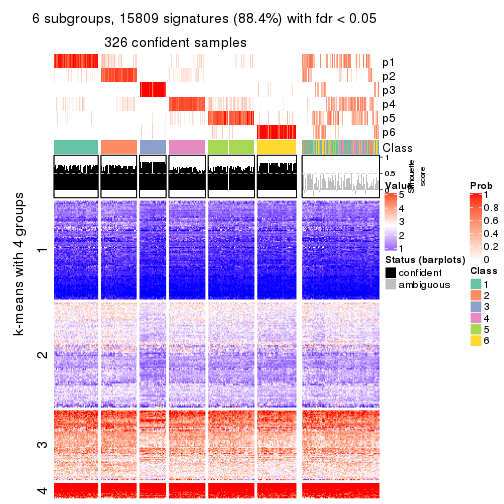 6 subgroups, 15809 signatures (88.4%) with fdr < 0.05
326 confident samples
p1
p2
p3
p4
p5
p6
Class
1
0.5
0
Silhouette
score
k-means with 4 groups
1
2
3
4
Value
5
4
3
2
1
Status (barplots)
confident
ambiguous
Prob
1
0.8
0.6
0.4
0.2
0
Class
1
2
3
4
5
6